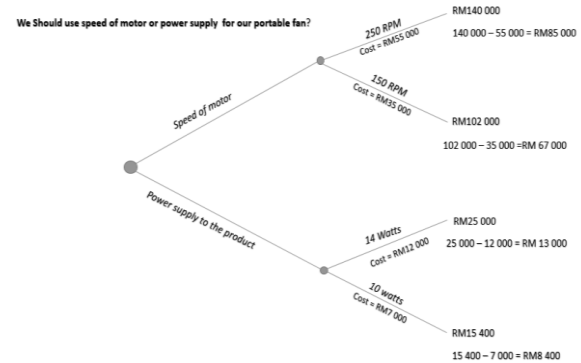 We Should use speed of motor or power supply for our portable fan?
250 RPM
Cost = RM55 000
RM140 000
140 000 – 55 000 = RM85 000
Speed of motor
150 RPM
Cost = RM35 000
RM102 000
102 000 – 35 000 =RM 67 000
Power supply to the product
14 Watts
Cost = RM12 000
RM25 000
25 000 – 12 000 = RM 13 000
10 watts
Cost = RM7 000
RM15 400
15 400 – 7 000 = RM8 400